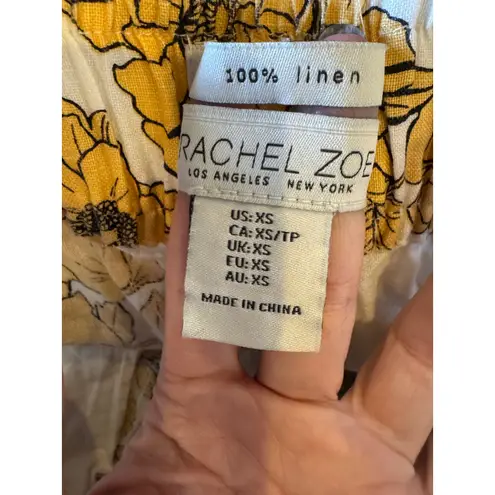 100% linen
RACHEL ZOE
LOS ANGELES NEW YORK
US: XS
CA: XS/TP
UK: XS
EU: XS
AU: XS
MADE IN CHINA